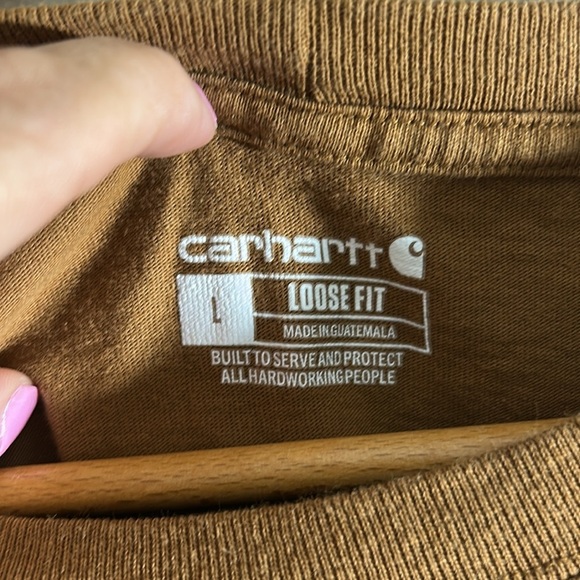 carhartt
L
LOOSE FIT
MADE IN GUATEMALA
BUILT TO SERVE AND PROTECT
ALL HARDWORKING PEOPLE